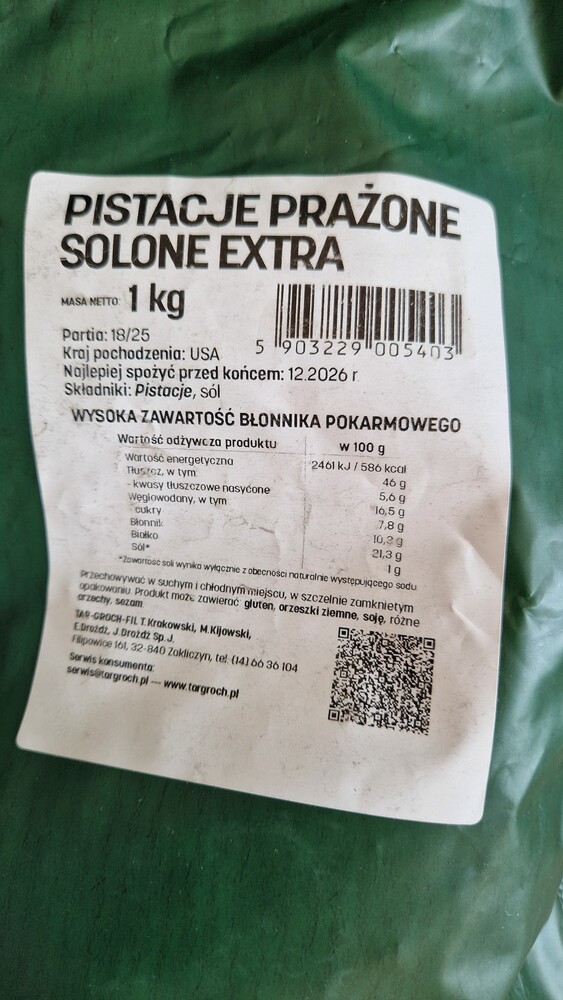 PISTACJE PRAŻONE
SOLONE EXTRA
MASA NETTO: 1 kg
5 903229 005403
Partia: 18/25
Kraj pochodzenia: USA
Najlepiej spożyć przed końcem: 12.2026 r
Składniki: Pistacje, sól
WYSOKA ZAWARTOŚĆ BŁONNIKA POKARMOWEGO
Wartość odżywcza produktu w 100 g
Wartość energetyczna 2461 kJ / 586 kcal
Tłuszcz, w tym 46 g
- kwasy tłuszczowe nasycone 5,6 g
Węglowodany, w tym 16,5 g
- cukry 7,8 g
Błonnik 10,3 g
Białko 21,3 g
Sól* 1 g
*Zawartość soli wynika wyłącznie z obecności naturalnie występującego sodu
Przechowywać w suchym i chłodnym miejscu, w szczelnie zamkniętym
opakowaniu. Produkt może zawierać gluten, orzeszki ziemne, soję, różne
orzechy, sezam
TAR-GROCH-FIL T.Krakowski, M.Kijowski,
E.Drożdż, J.Drożdż Sp.J.
Filipowice 161, 32-840 Zakliczyn, tel: (14) 66 36 104
Serwis konsumenta:
serwis@targroch.pl --- www.targroch.pl